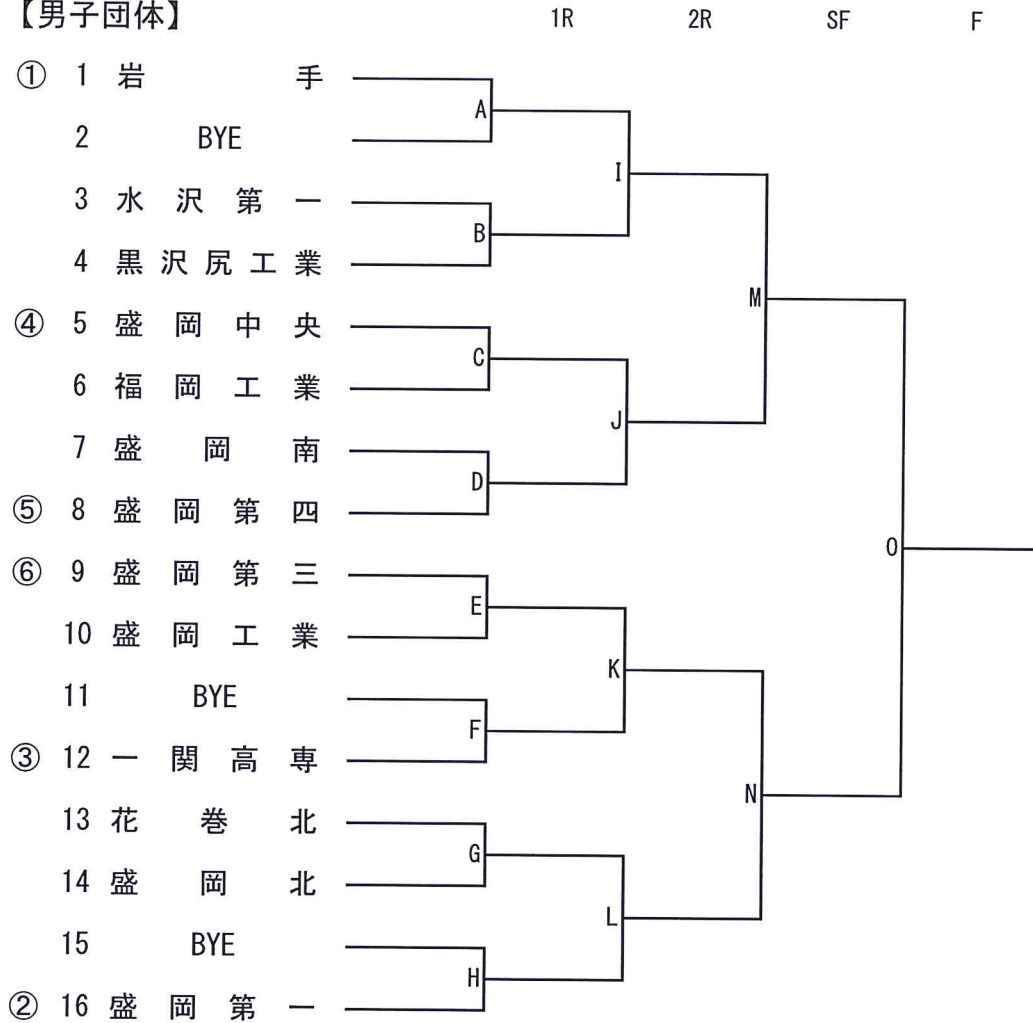 【男子団体】 1R 2R SF F
① 1 岩手
2 BYE
3 水沢第一
4 黒沢尻工業
④ 5 盛岡中央
6 福岡工業
7 盛岡南
⑤ 8 盛岡第四
⑥ 9 盛岡第三
10 盛岡工業
11 BYE
③ 12 一関高専
13 花巻北
14 盛岡北
15 BYE
② 16 盛岡第一
A
B
C
D
E
F
G
H
I
J
K
L
M
N
O